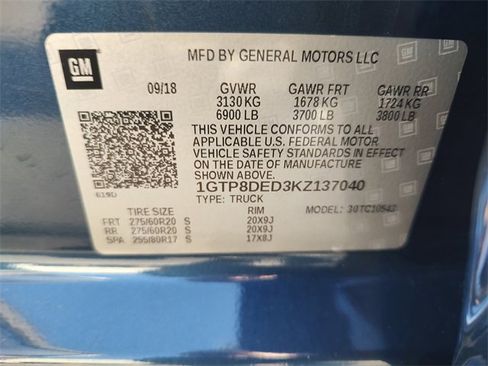 GM
MFD BY GENERAL MOTORS LLC
09/18 GVWR GAWR FRT GAWR RR
3130 KG 1678 KG 1724 KG
6900 LB 3700 LB 3800 LB
THIS VEHICLE CONFORMS TO ALL
APPLICABLE U.S. FEDERAL MOTOR
VEHICLE SAFETY STANDARDS IN
EFFECT ON THE DATE OF MANUFACTURE
SHOWN ABOVE.
1GTP8DED3KZ137040
TYPE: TRUCK MODEL:
TIRE SIZE RIM
FRT 275/60R20 S 20X9J
RR 275/60R20 S 20X9J
SPA 255/80R17 S 17X8J